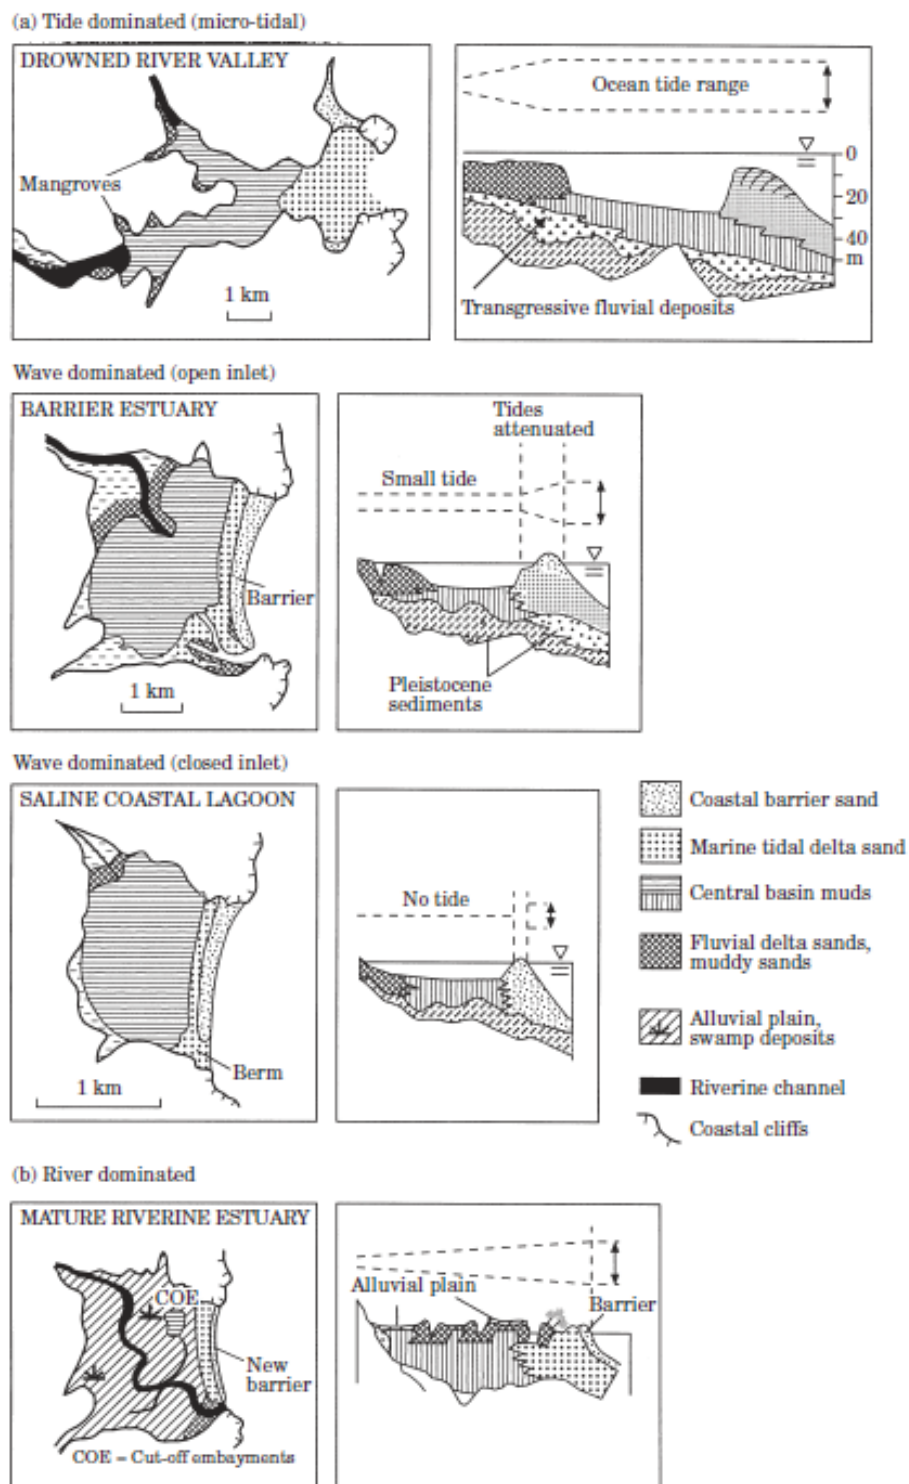 (a) Tide dominated (micro-tidal)
DROWNED RIVER VALLEY
Mangroves
1 km
Ocean tide range
0
20
40
m
Transgressive fluvial deposits
Wave dominated (open inlet)
BARRIER ESTUARY
Barrier
1 km
Tides
attenuated
Small tide
Pleistocene
sediments
Wave dominated (closed inlet)
SALINE COASTAL LAGOON
Berm
1 km
No tide
Coastal barrier sand
Marine tidal delta sand
Central basin muds
Fluvial delta sands,
muddy sands
Alluvial plain,
swamp deposits
Riverine channel
Coastal cliffs
(b) River dominated
MATURE RIVERINE ESTUARY
COE
New
barrier
COE = Cut-off embayments
Alluvial plain
Barrier